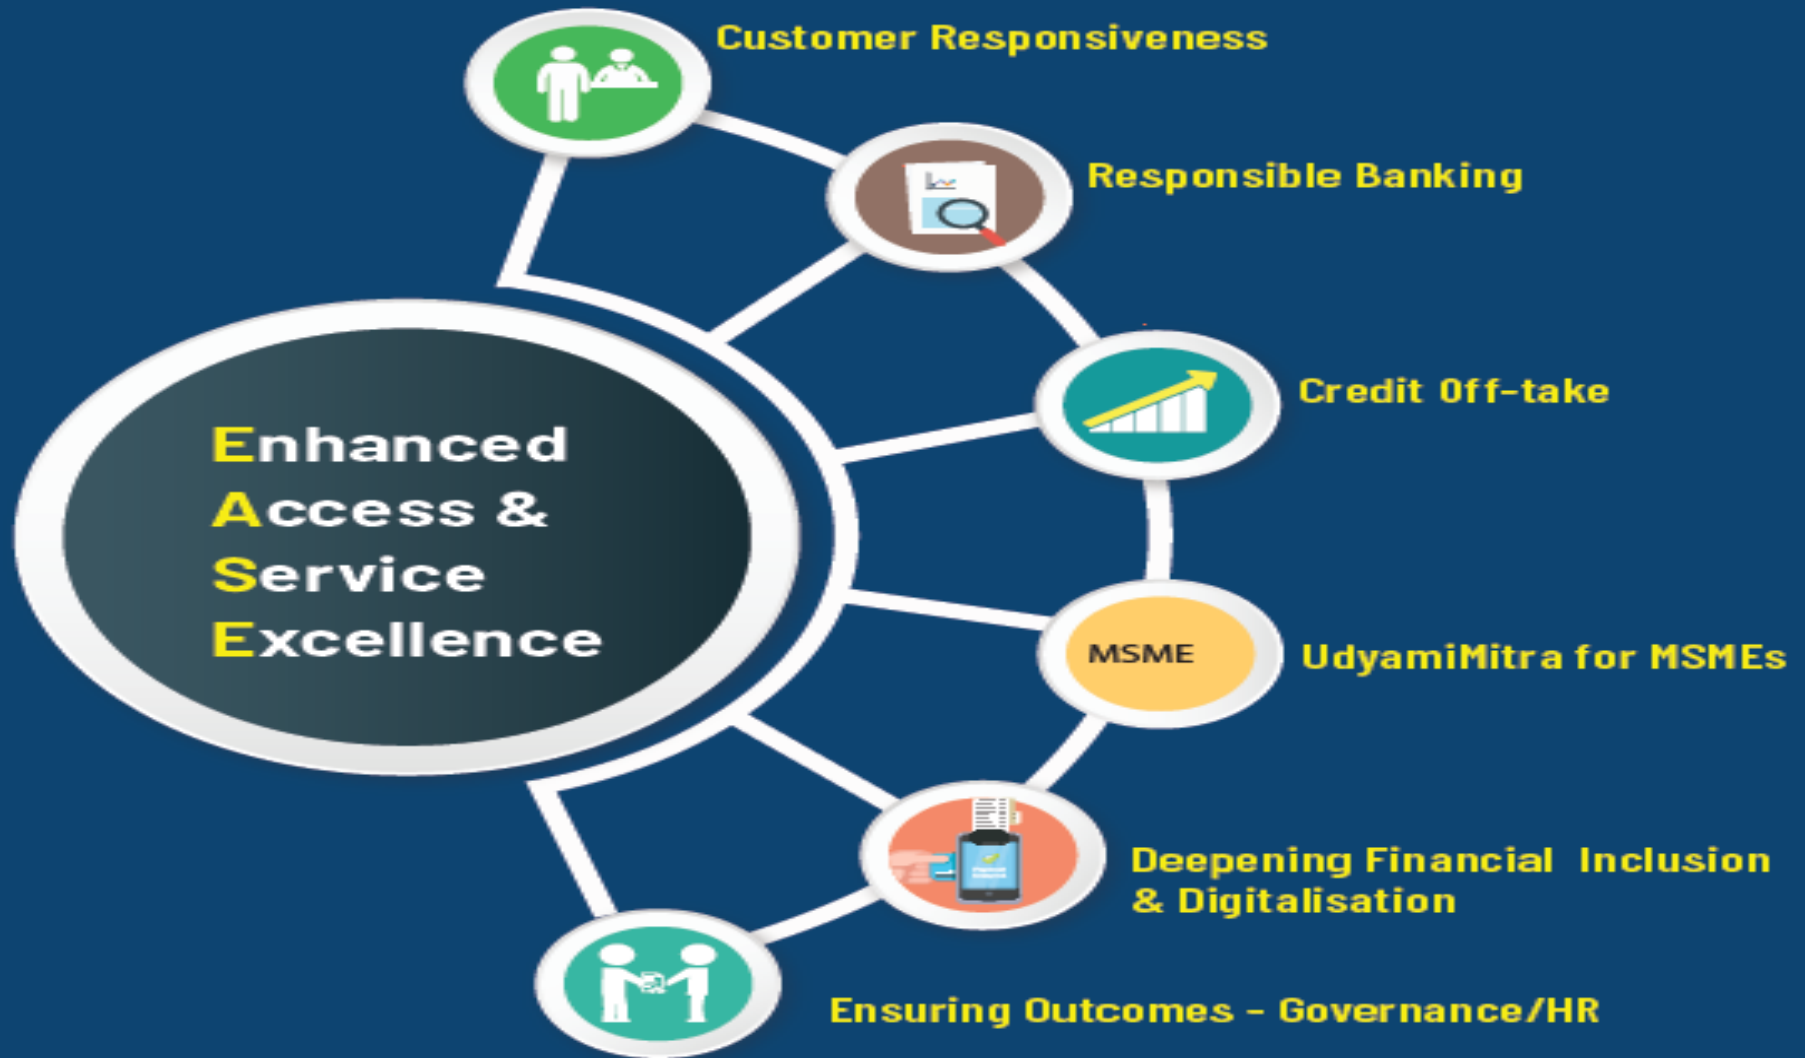 Customer Responsiveness
Responsible Banking
Credit Off-take
Enhanced
Access &
Service
Excellence
MSME
UdyamiMitra for MSMEs
Deepening Financial Inclusion
& Digitalisation
Ensuring Outcomes - Governance/HR